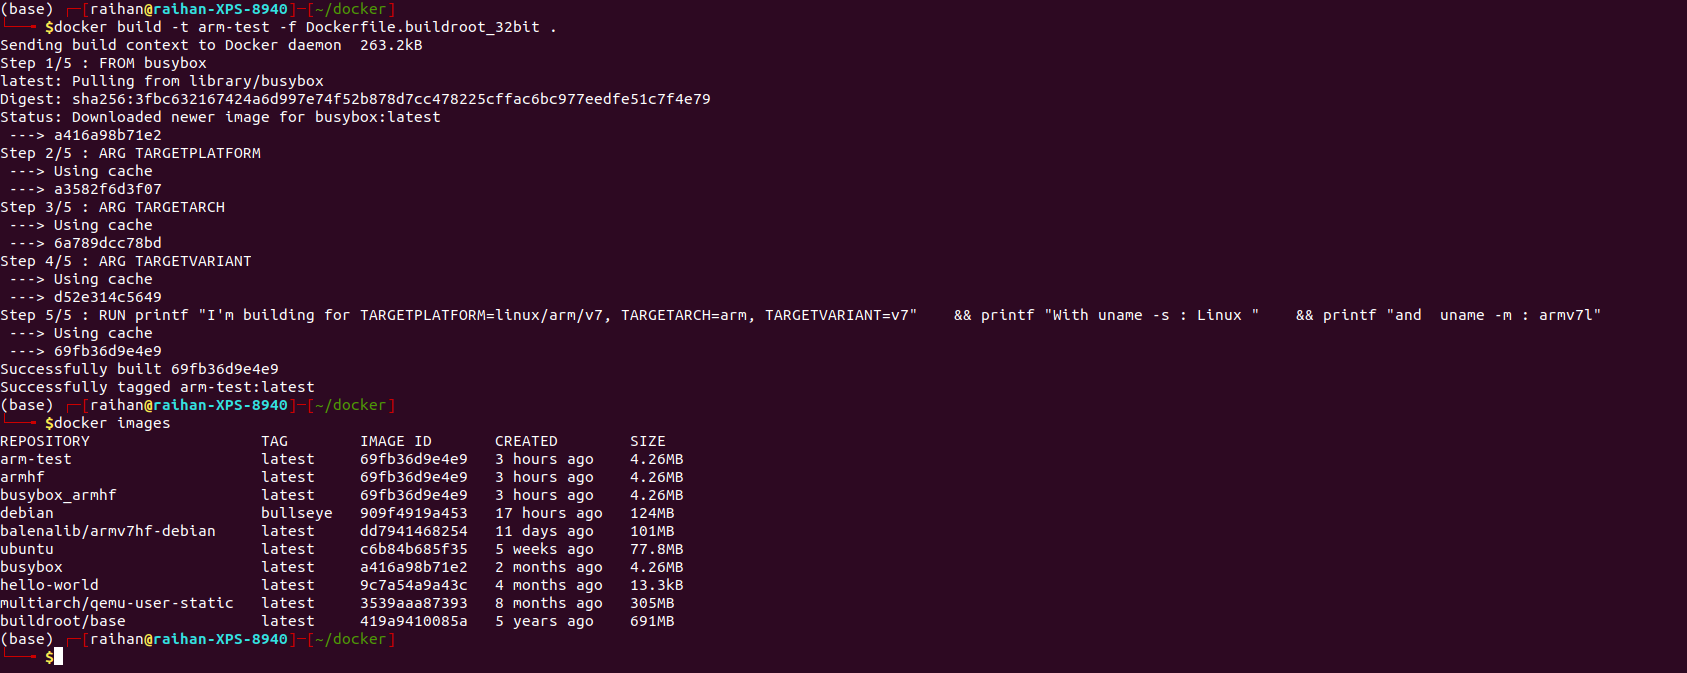 (base) ┌─[raihan@raihan-XPS-8940]─[~/docker]
└──╼ $docker build -t arm-test -f Dockerfile.buildroot_32bit .
Sending build context to Docker daemon  263.2kB
Step 1/5 : FROM busybox
latest: Pulling from library/busybox
Digest: sha256:3fbc632167424a6d997e74f52b878d7cc478225cffac6bc977eedfe51c7f4e79
Status: Downloaded newer image for busybox:latest
 ---> a416a98b71e2
Step 2/5 : ARG TARGETPLATFORM
 ---> Using cache
 ---> a3582f6d3f07
Step 3/5 : ARG TARGETARCH
 ---> Using cache
 ---> 6a789dcc78bd
Step 4/5 : ARG TARGETVARIANT
 ---> Using cache
 ---> d52e314c5649
Step 5/5 : RUN printf "I'm building for TARGETPLATFORM=linux/arm/v7, TARGETARCH=arm, TARGETVARIANT=v7"    && printf "With uname -s : Linux "    && printf "and  uname -m : armv7l"
 ---> Using cache
 ---> 69fb36d9e4e9
Successfully built 69fb36d9e4e9
Successfully tagged arm-test:latest
(base) ┌─[raihan@raihan-XPS-8940]─[~/docker]
└──╼ $docker images
REPOSITORY                   TAG        IMAGE ID       CREATED        SIZE
arm-test                     latest     69fb36d9e4e9   3 hours ago    4.26MB
armhf                        latest     69fb36d9e4e9   3 hours ago    4.26MB
busybox_armhf                latest     69fb36d9e4e9   3 hours ago    4.26MB
debian                       bullseye   909f4919a453   17 hours ago   124MB
balenalib/armv7hf-debian     latest     dd7941468254   11 days ago    101MB
ubuntu                       latest     c6b84b685f35   5 weeks ago    77.8MB
busybox                      latest     a416a98b71e2   2 months ago   4.26MB
hello-world                  latest     9c7a54a9a43c   4 months ago   13.3kB
multiarch/qemu-user-static   latest     3539aaa87393   8 months ago   305MB
buildroot/base               latest     419a9410085a   5 years ago    691MB
(base) ┌─[raihan@raihan-XPS-8940]─[~/docker]
└──╼ $